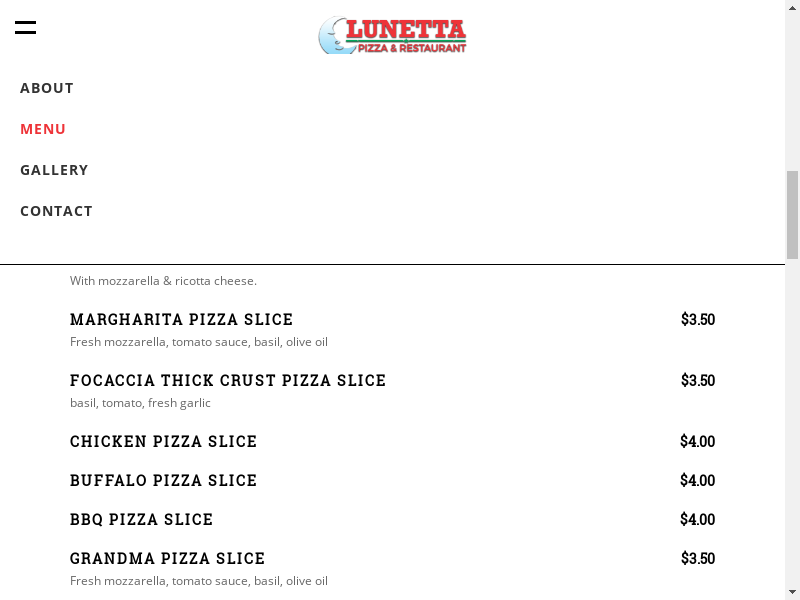 LUNETTA
PIZZA & RESTAURANT
ABOUT
MENU
GALLERY
CONTACT
With mozzarella & ricotta cheese.
MARGHARITA PIZZA SLICE $3.50
Fresh mozzarella, tomato sauce, basil, olive oil
FOCACCIA THICK CRUST PIZZA SLICE $3.50
basil, tomato, fresh garlic
CHICKEN PIZZA SLICE $4.00
BUFFALO PIZZA SLICE $4.00
BBQ PIZZA SLICE $4.00
GRANDMA PIZZA SLICE $3.50
Fresh mozzarella, tomato sauce, basil, olive oil